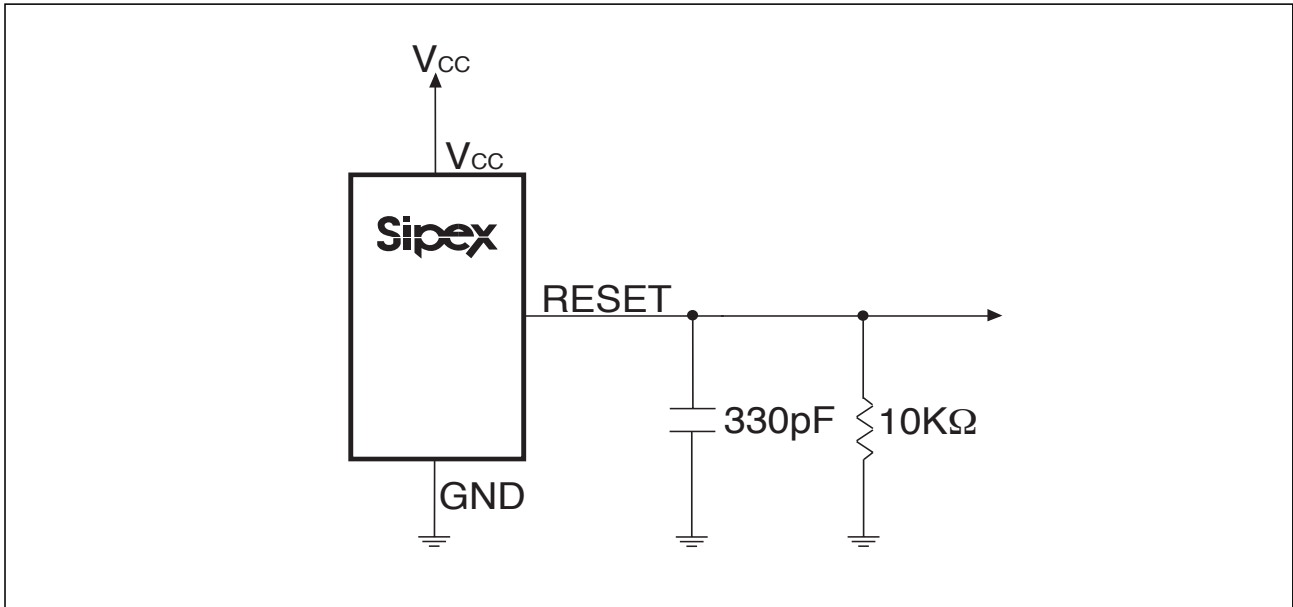 VCC
VCC
Sipex
RESET
330pF 10KΩ
GND